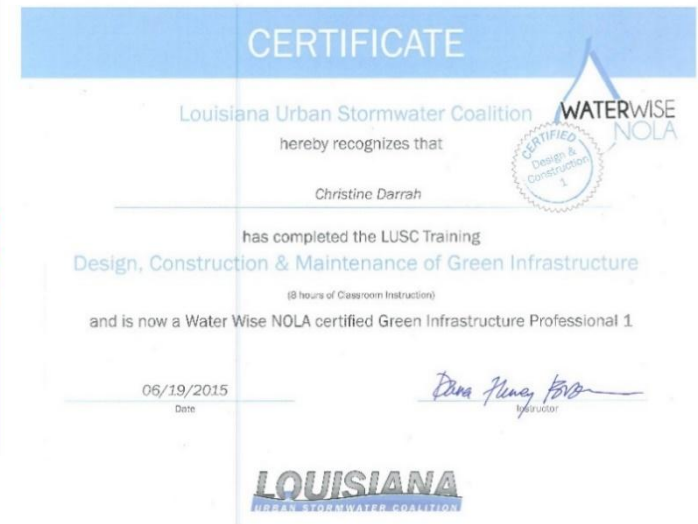 CERTIFICATE
Louisiana Urban Stormwater Coalition
WATERWISE
NOLA
hereby recognizes that
CERTIFIED
Design &
Construction
1
Christine Darrah
has completed the LUSC Training
Design, Construction & Maintenance of Green Infrastructure
(8 hours of Classroom Instruction)
and is now a Water Wise NOLA certified Green Infrastructure Professional 1
06/19/2015
Date
Dana
Instructor
LOUISIANA
URBAN STORMWATER COALITION